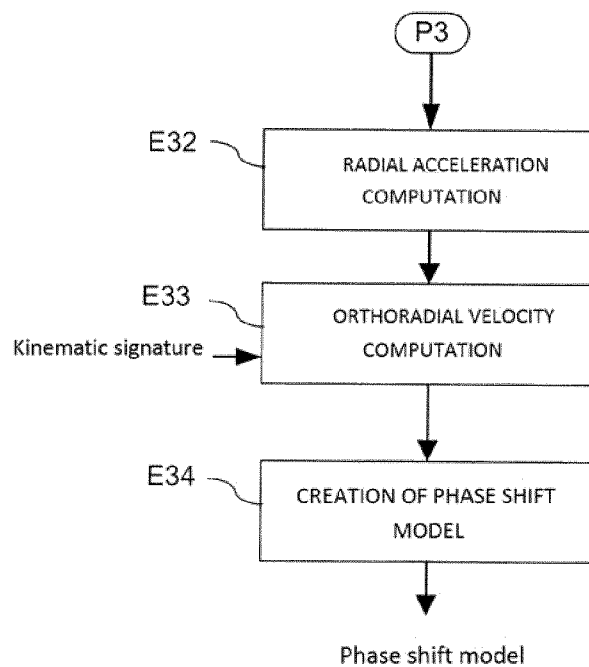 P3
E32
RADIAL ACCELERATION
COMPUTATION
E33
ORTHORADIAL VELOCITY
COMPUTATION
Kinematic signature
E34
CREATION OF PHASE SHIFT
MODEL
Phase shift model